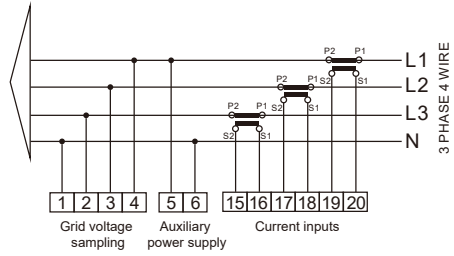 P2 P1
L1
P2 P1 S2 S1
L2
P2 P1 S2 S1
L3
S2 S1
N
3 PHASE 4 WIRE
1 2 3 4 5 6 15 16 17 18 19 20
Grid voltage sampling
Auxiliary power supply
Current inputs